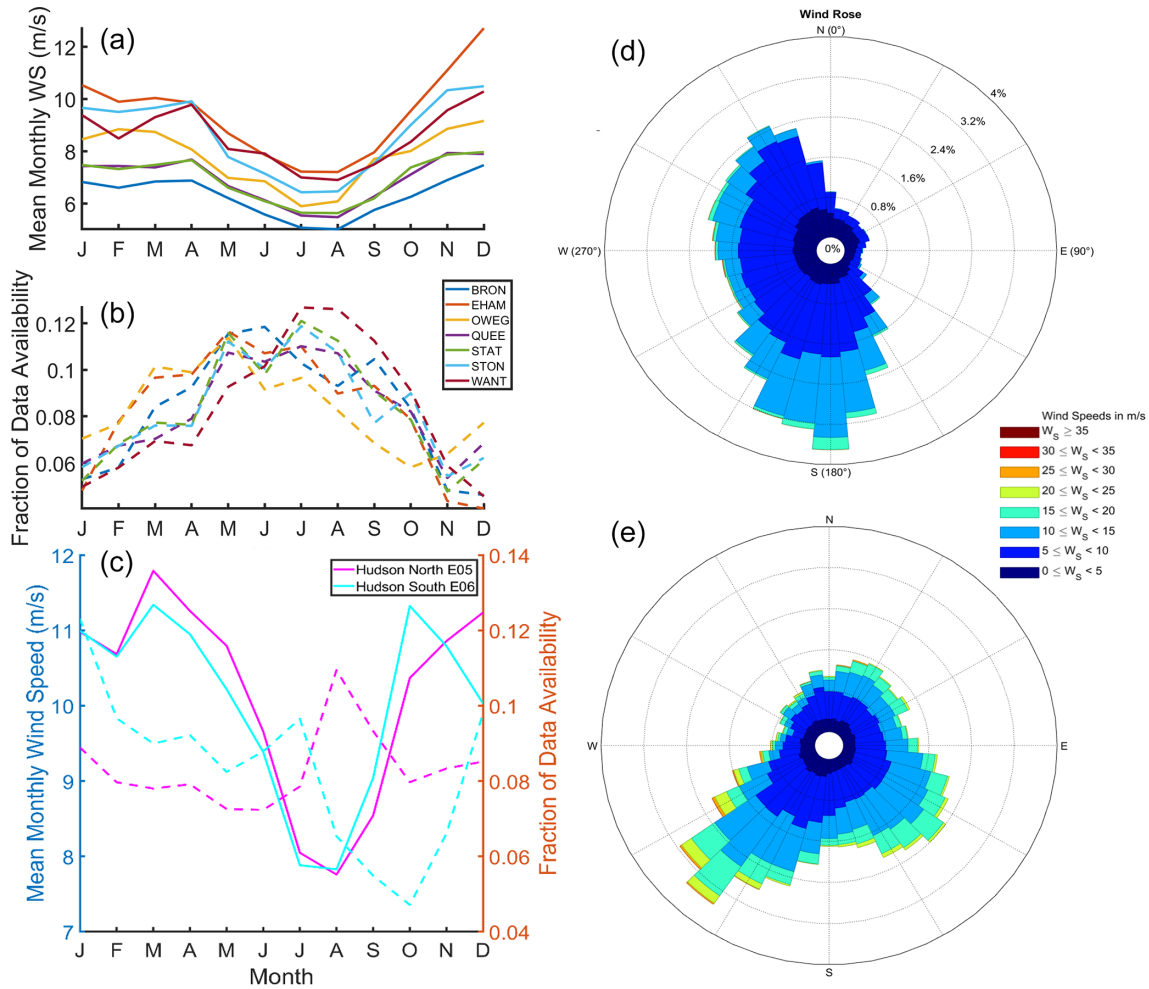 (a)
Mean Monthly WS (m/s)
12
10
8
6
J F M A M J J A S O N D
(b)
Fraction of Data Availability
0.12
0.1
0.08
0.06
J F M A M J J A S O N D
BRON
EHAM
OWEG
QUEE
STAT
STON
WANT
(c)
Mean Monthly Wind Speed (m/s)
12
11
10
9
8
7
Hudson North E05
Hudson South E06
0.14
0.12
0.1
0.08
0.06
0.04
Fraction of Data Availability
J F M A M J J A S O N D
Month
(d)
Wind Rose
N (0°)
4%
3.2%
2.4%
1.6%
0.8%
0%
W (270°)
E (90°)
S (180°)
-
Wind Speeds in m/s
W_S ≥ 35
30 ≤ W_S < 35
25 ≤ W_S < 30
20 ≤ W_S < 25
15 ≤ W_S < 20
10 ≤ W_S < 15
5 ≤ W_S < 10
0 ≤ W_S < 5
(e)
N
W
E
S